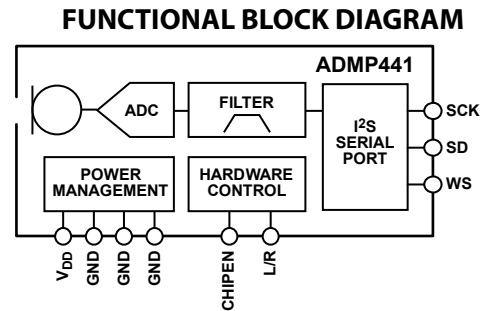 FUNCTIONAL BLOCK DIAGRAM
ADMP441
ADC
FILTER
I2S
SERIAL
PORT
SCK
SD
WS
POWER
MANAGEMENT
HARDWARE
CONTROL
VDD
GND
GND
GND
CHIPEN
L/R